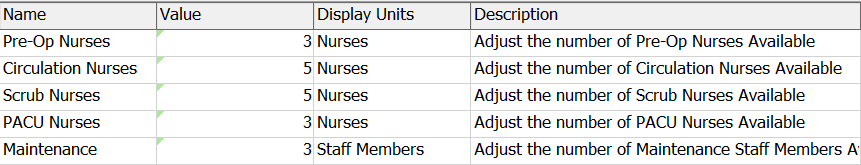 Name Value Display Units Description
Pre-Op Nurses 3 Nurses Adjust the number of Pre-Op Nurses Available
Circulation Nurses 5 Nurses Adjust the number of Circulation Nurses Available
Scrub Nurses 5 Nurses Adjust the number of Scrub Nurses Available
PACU Nurses 3 Nurses Adjust the number of PACU Nurses Available
Maintenance 3 Staff Members Adjust the number of Maintenance Staff Members A